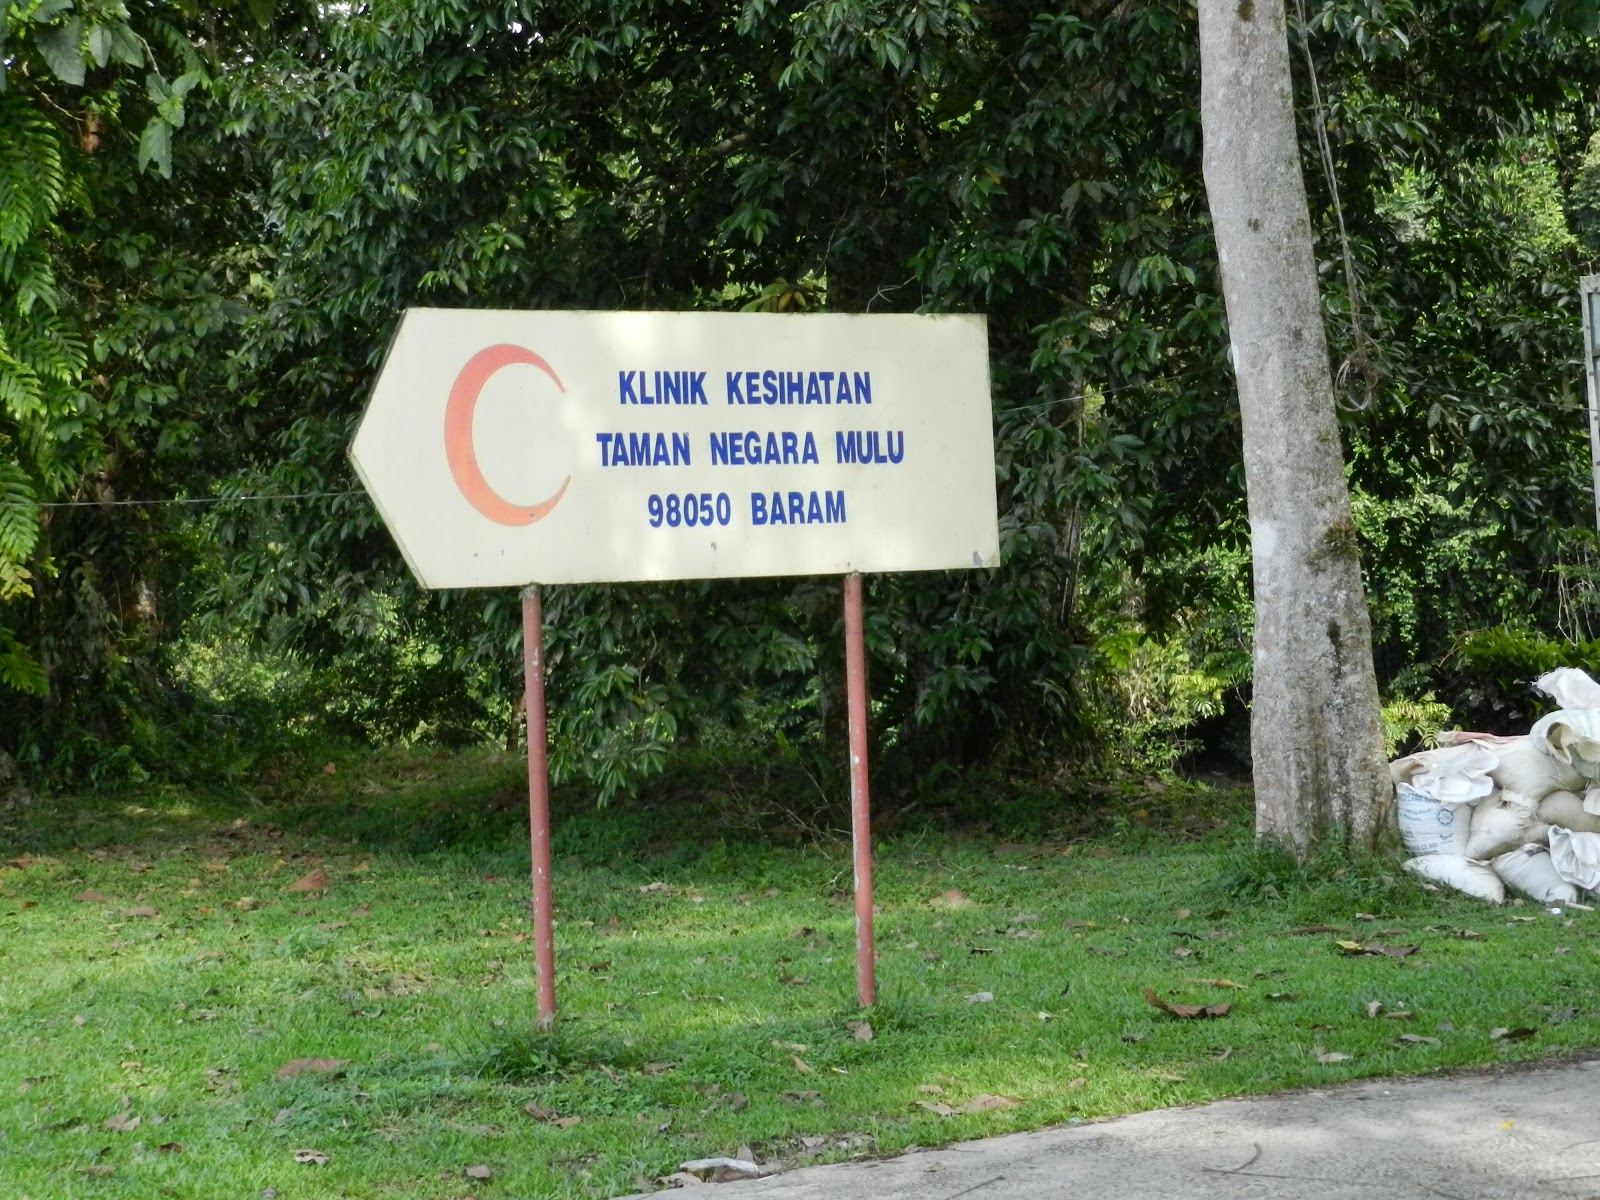 KLINIK KESIHATAN
TAMAN NEGARA MULU
98050 BARAM